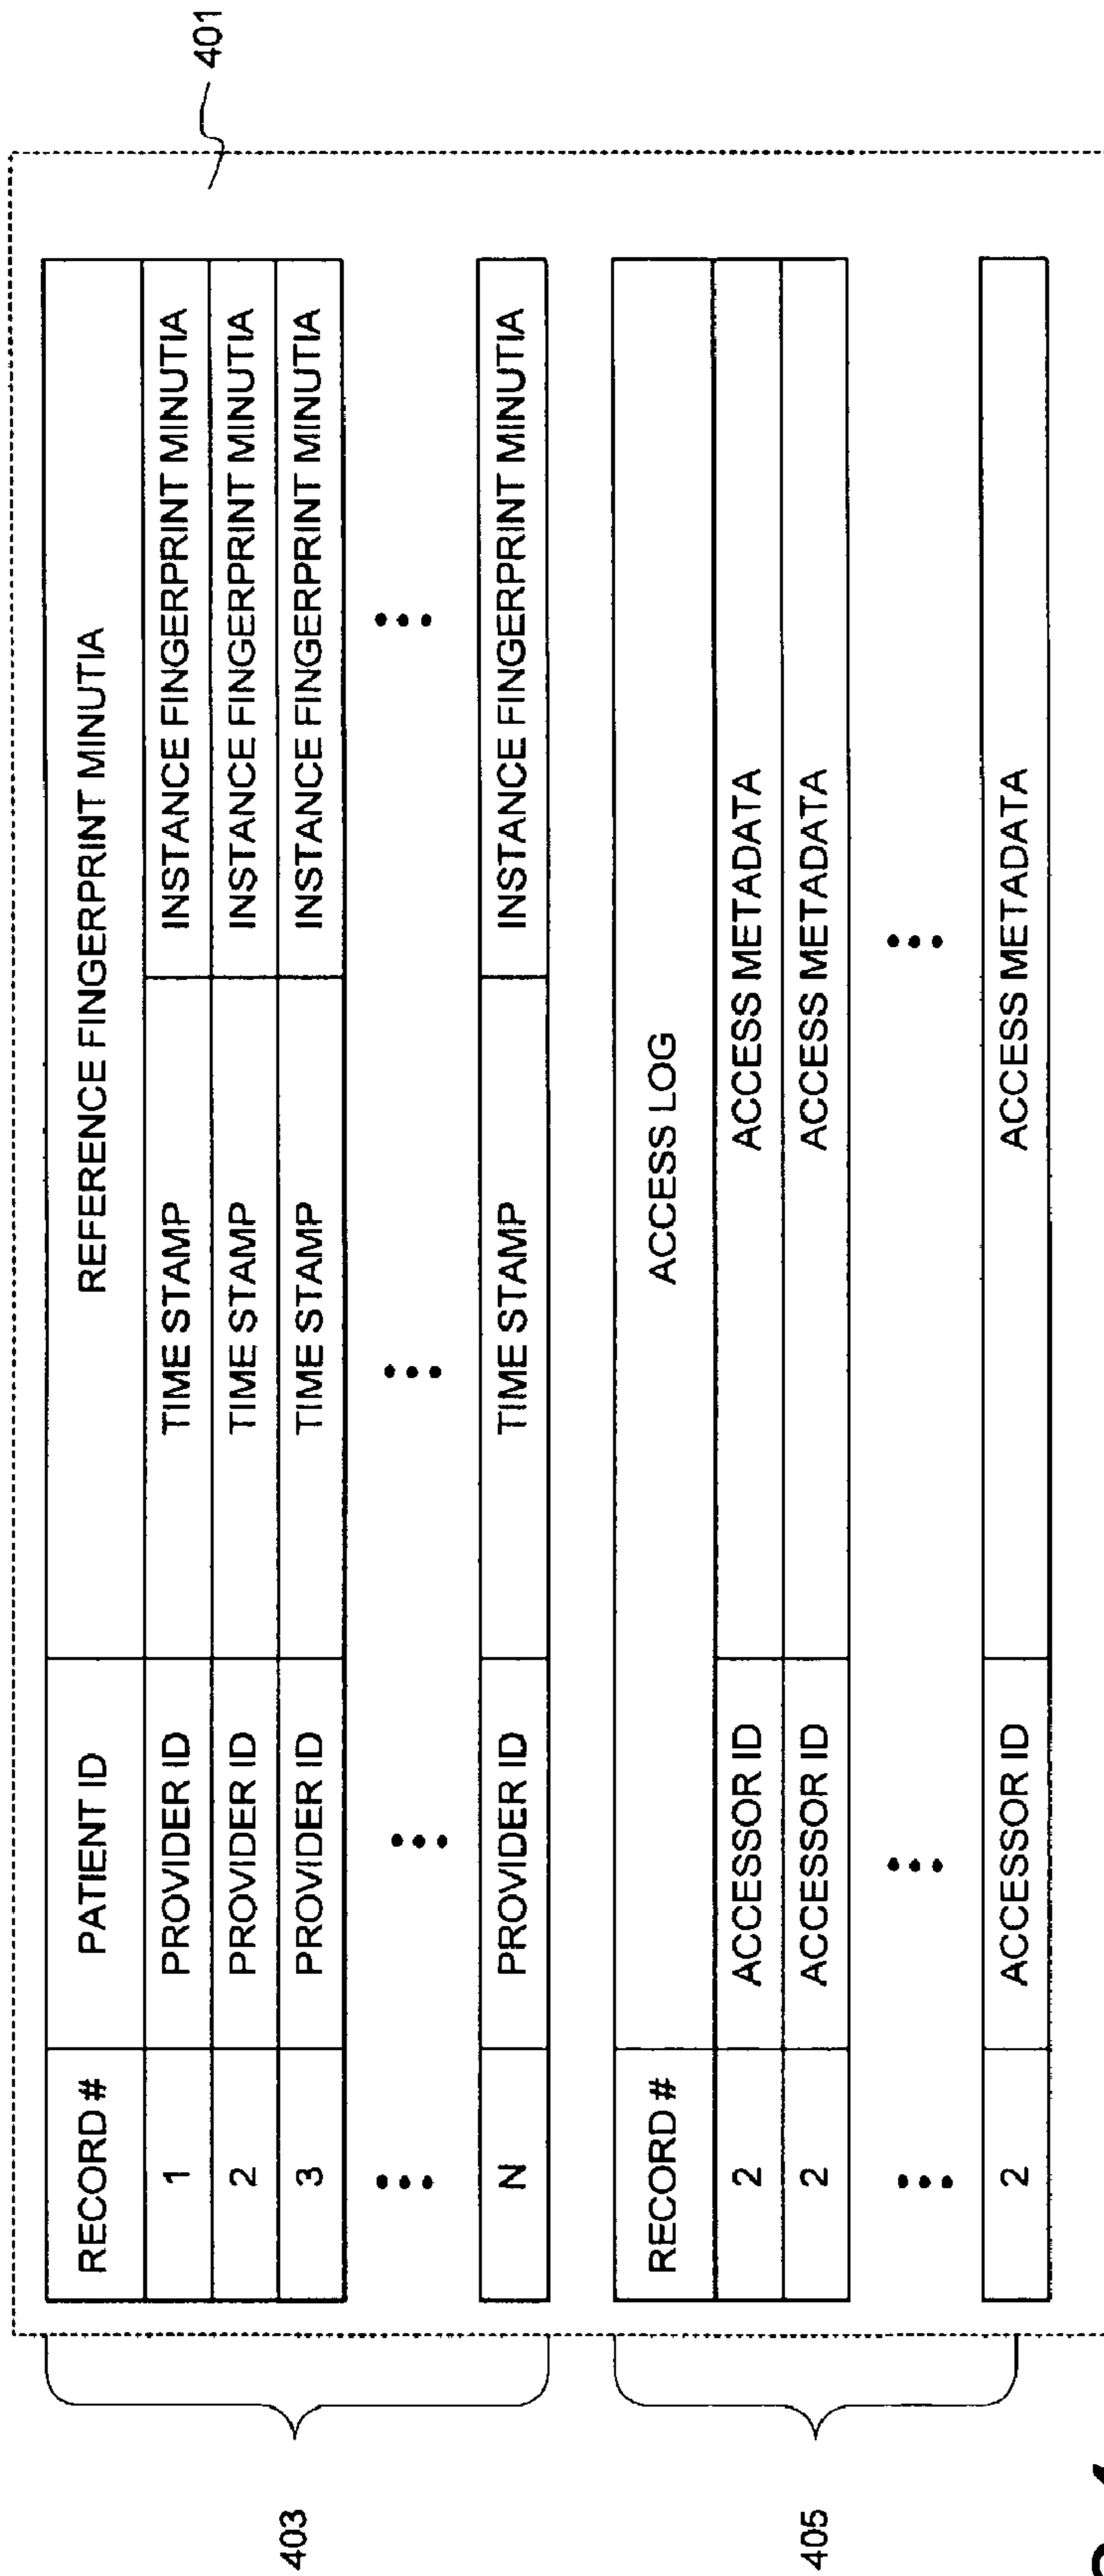 401
RECORD # PATIENT ID REFERENCE FINGERPRINT MINUTIA
1 PROVIDER ID TIME STAMP INSTANCE FINGERPRINT MINUTIA
2 PROVIDER ID TIME STAMP INSTANCE FINGERPRINT MINUTIA
3 PROVIDER ID TIME STAMP INSTANCE FINGERPRINT MINUTIA
... ... ... ...
N PROVIDER ID TIME STAMP INSTANCE FINGERPRINT MINUTIA
403
RECORD # ACCESS LOG
2 ACCESSOR ID ACCESS METADATA
2 ACCESSOR ID ACCESS METADATA
... ... ...
2 ACCESSOR ID ACCESS METADATA
405